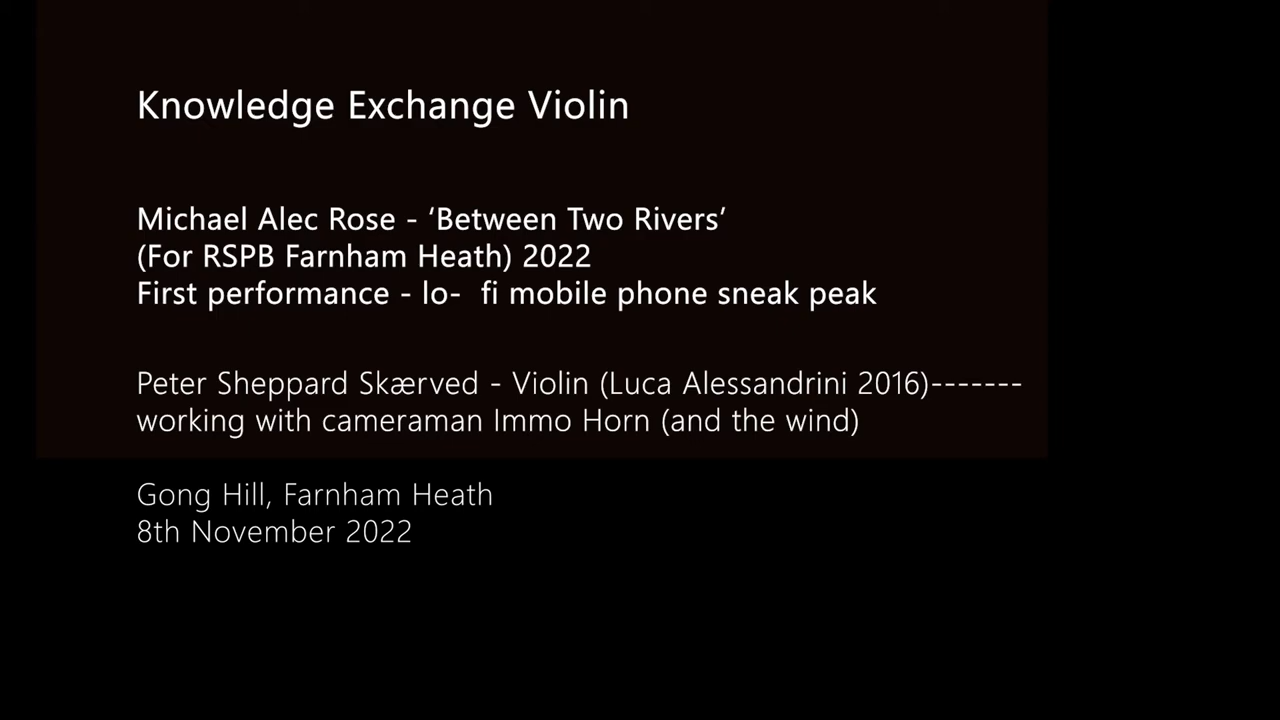 Knowledge Exchange Violin
Michael Alec Rose - ‘Between Two Rivers’
(For RSPB Farnham Heath) 2022
First performance - lo-  fi mobile phone sneak peak
Peter Sheppard Skærved - Violin (Luca Alessandrini 2016)-------
working with cameraman Immo Horn (and the wind)
Gong Hill, Farnham Heath
8th November 2022